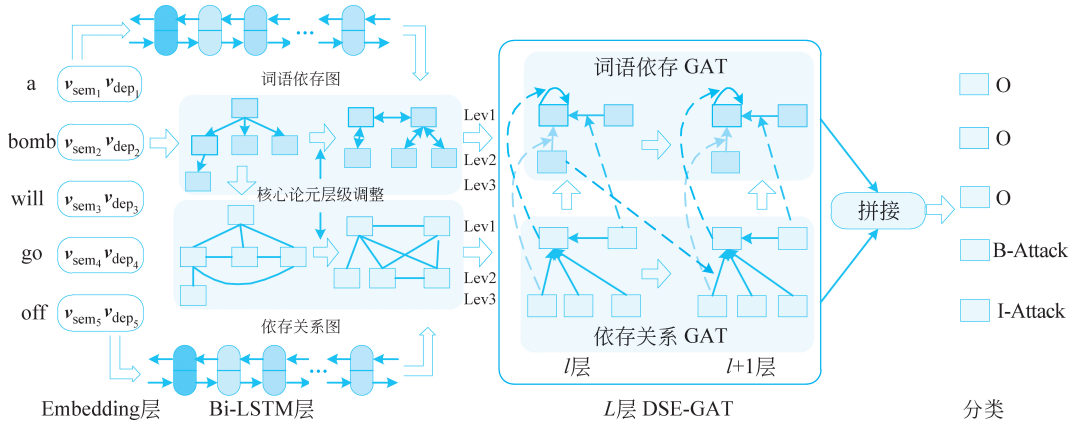 a
v_sem1 v_dep1
bomb
v_sem2 v_dep2
will
v_sem3 v_dep3
go
v_sem4 v_dep4
off
v_sem5 v_dep5
...
词语依存图
Lev1
Lev2
Lev3
核心论元层级调整
Lev1
Lev2
Lev3
依存关系图
...
词语依存 GAT
依存关系 GAT
l层
l+1层
拼接
O
O
O
B-Attack
I-Attack
Embedding层
Bi-LSTM层
L层 DSE-GAT
分类